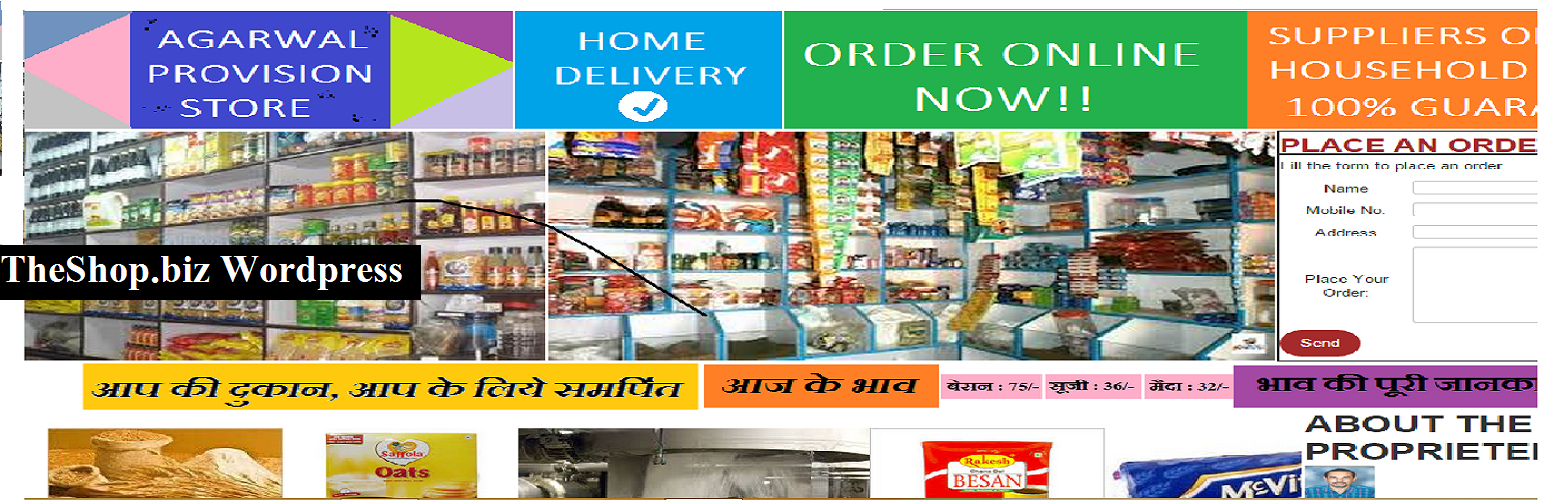 AGARWAL
PROVISION
STORE
HOME
DELIVERY
ORDER ONLINE
NOW!!
SUPPLIERS O
HOUSEHOLD
100% GUARA
PLACE AN ORDE
Fill the form to place an order
Name
Mobile No.
Address
Place Your
Order:
Send
TheShop.biz Wordpress
आप की दुकान, आप के लिये समर्पित
आज के भाव
बेसन : 75/-
सूजी : 36/-
मैदा : 32/-
भाव की पूरी जानक
ABOUT THE
PROPRIETE
Saffola
Oats
Rakesh
BESAN
McVi